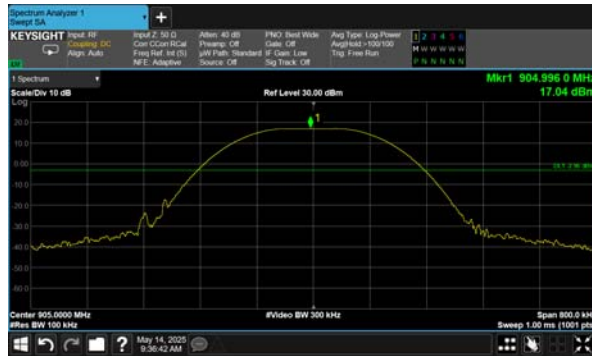 Spectrum Analyzer 1
Swept SA
+
KEYSIGHT Input: RF Input Z: 50 Ω Atten: 40 dB PNO: Best Wide Avg Type: Log-Power 1 2 3 4 5 6
Coupling: DC Corr CCorr RCal Preamp: Off Gate: Off Avg|Hold >100/100 M W W W W W
Align: Auto Freq Ref: Int (S) µW Path: Standard IF Gain: Low Trig: Free Run P N N N N N
NFE: Adaptive Source: Off Sig Track: Off
1 Spectrum
Mkr1 904.996 0 MHz
Scale/Div 10 dB Ref Level 30.00 dBm 17.04 dBm
Log
1
20.0
10.0
0.00
-10.0
-20.0
-30.0
-40.0
-50.0
-60.0
Center 905.0000 MHz #Video BW 300 kHz Span 800.0 kHz
#Res BW 100 kHz Sweep 1.00 ms (1001 pts)
?
May 14, 2025
9:36:42 AM